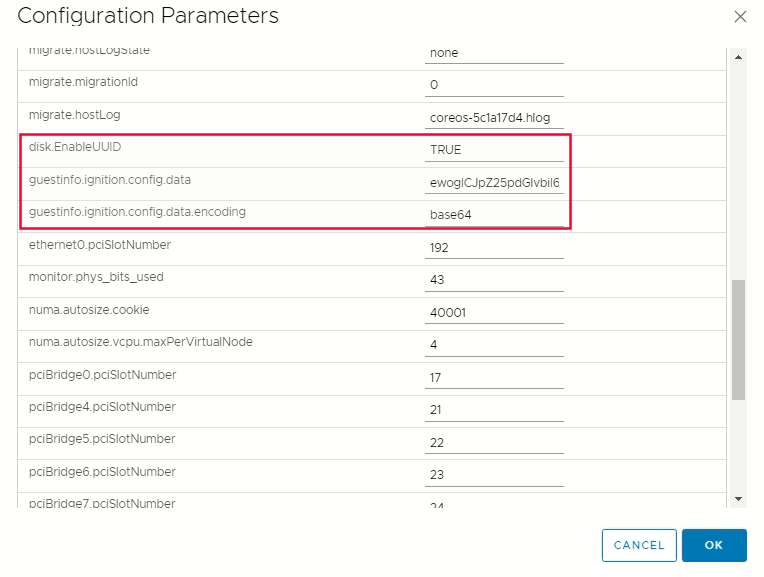 Configuration Parameters
migrate.hostLogState none
migrate.migrationId 0
migrate.hostLog coreos-5c1a17d4.hlog
disk.EnableUUID TRUE
guestinfo.ignition.config.data ewogICJpZ25pdGlvbiI6
guestinfo.ignition.config.data.encoding base64
ethernet0.pciSlotNumber 192
monitor.phys_bits_used 43
numa.autosize.cookie 40001
numa.autosize.vcpu.maxPerVirtualNode 4
pciBridge0.pciSlotNumber 17
pciBridge4.pciSlotNumber 21
pciBridge5.pciSlotNumber 22
pciBridge6.pciSlotNumber 23
pciBridge7.pciSlotNumber 24
CANCEL OK